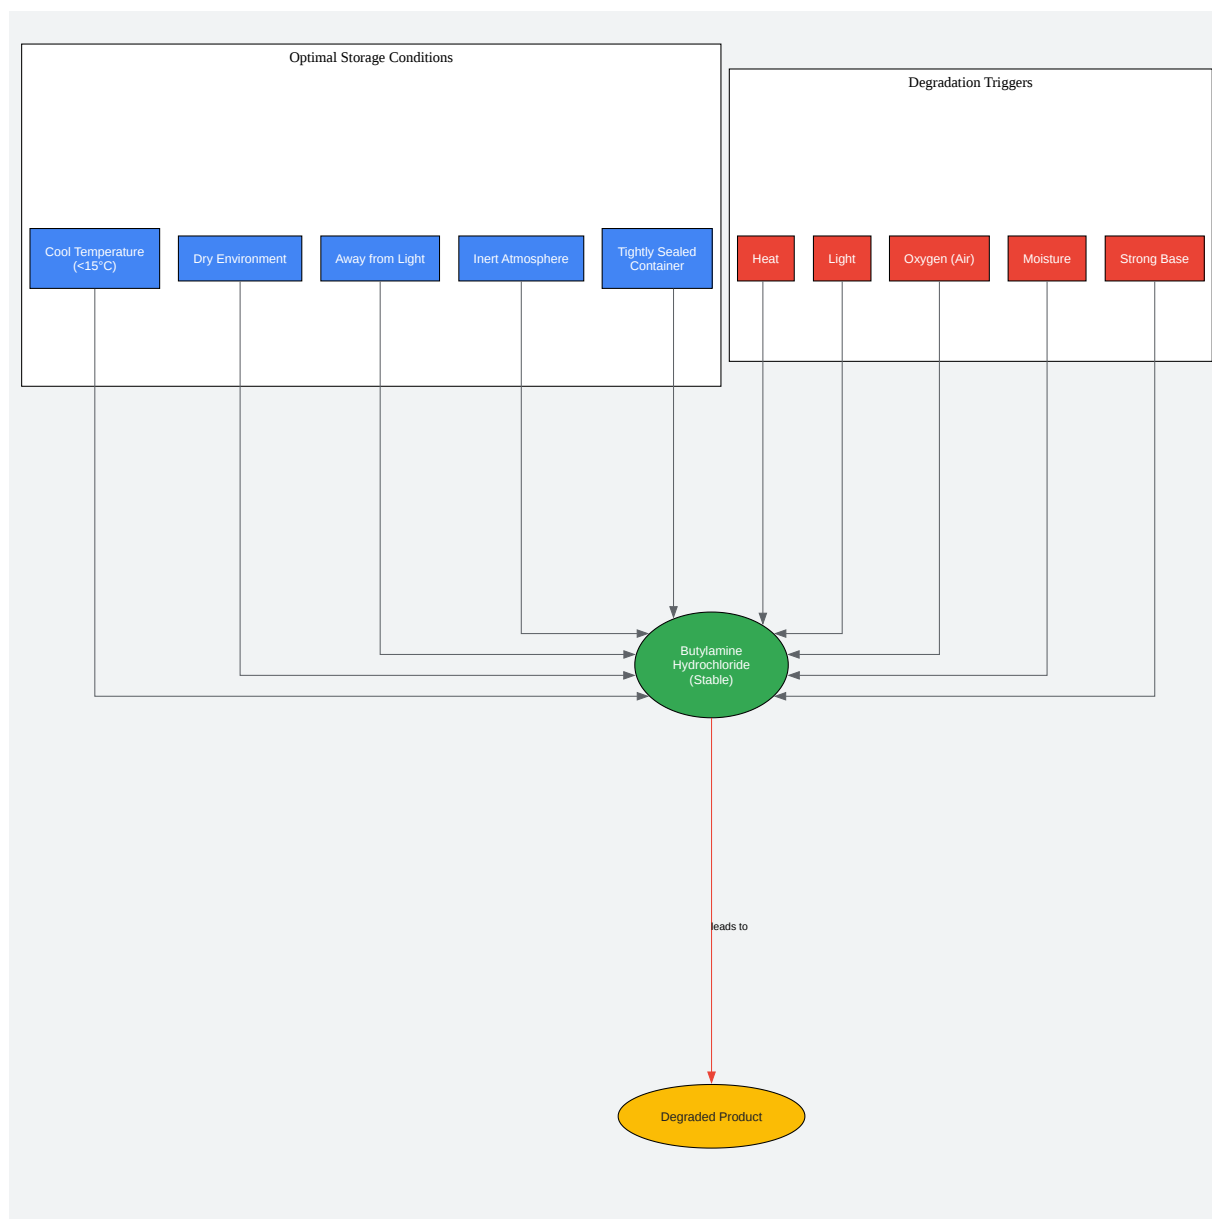 Optimal Storage Conditions
Degradation Triggers
Cool Temperature
(<15°C)
Dry Environment
Away from Light
Inert Atmosphere
Tightly Sealed
Container
Heat
Light
Oxygen (Air)
Moisture
Strong Base
Butylamine
Hydrochloride
(Stable)
leads to
Degraded Product